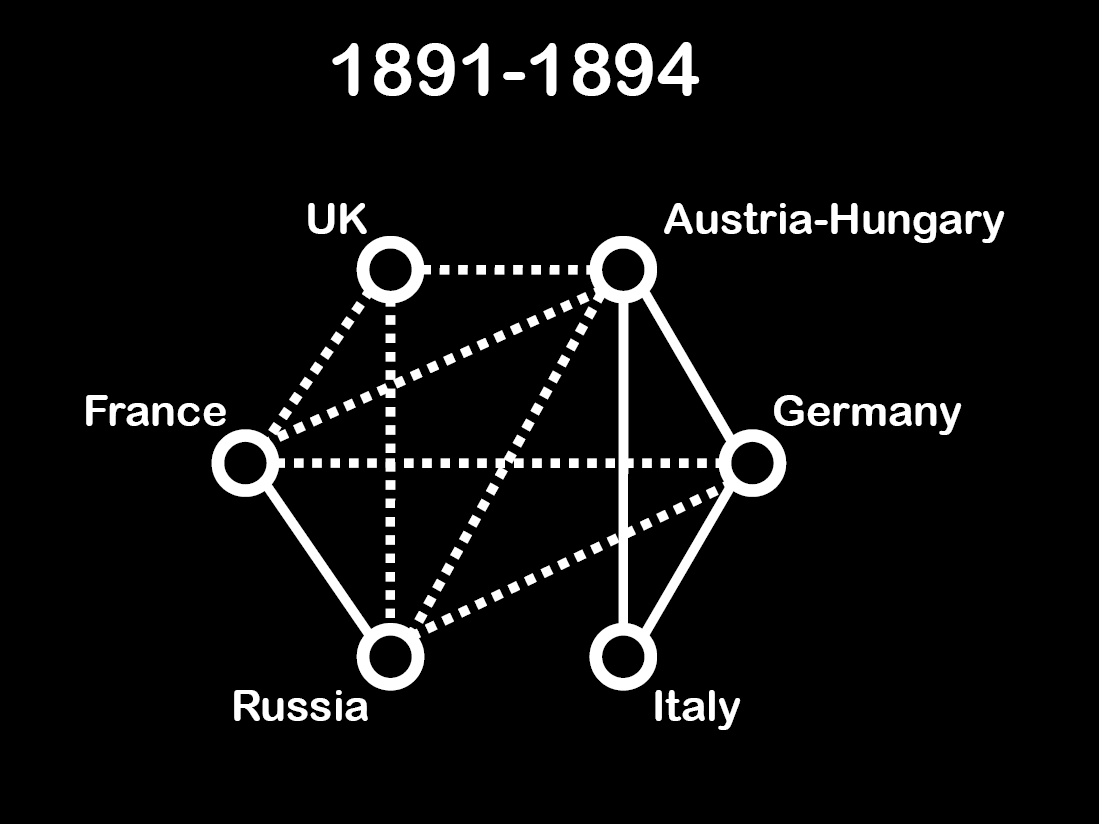 1891-1894
UK
Austria-Hungary
France
Germany
Russia
Italy